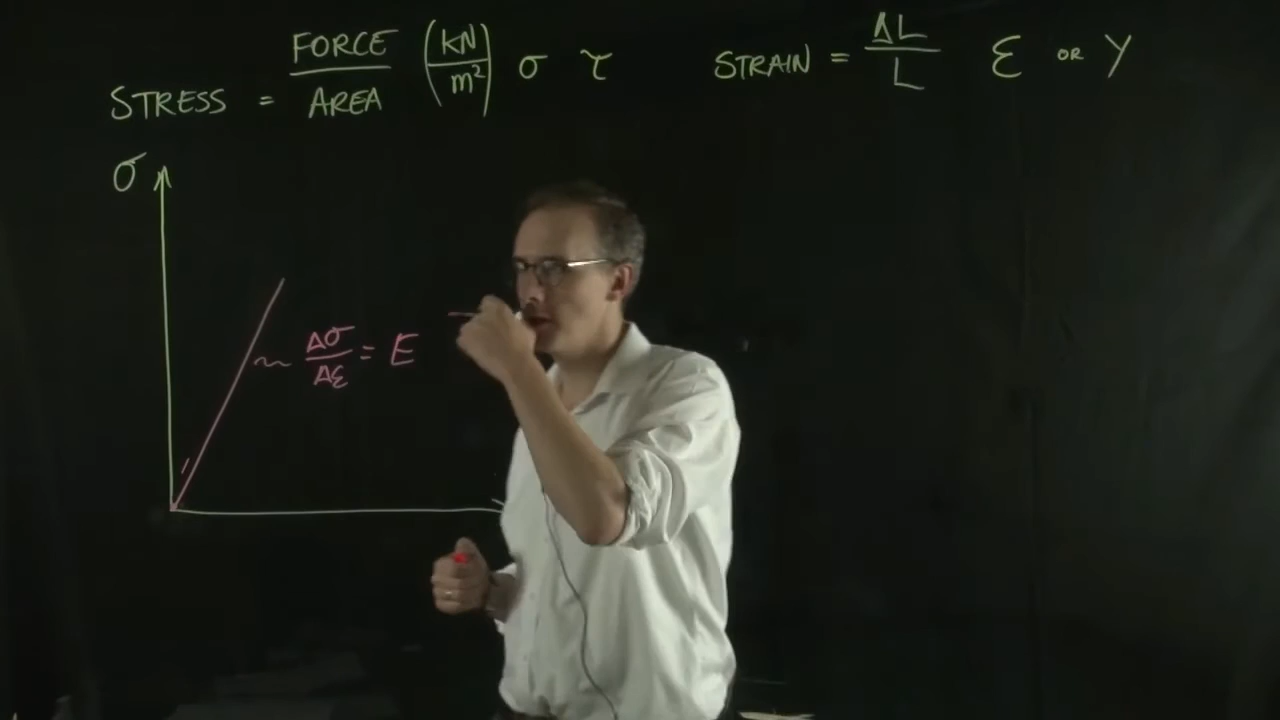 STRESS = FORCE/AREA (kN/m²) σ τ
STRAIN = ΔL/L ε OR γ
σ
~ Δσ/Δε = E